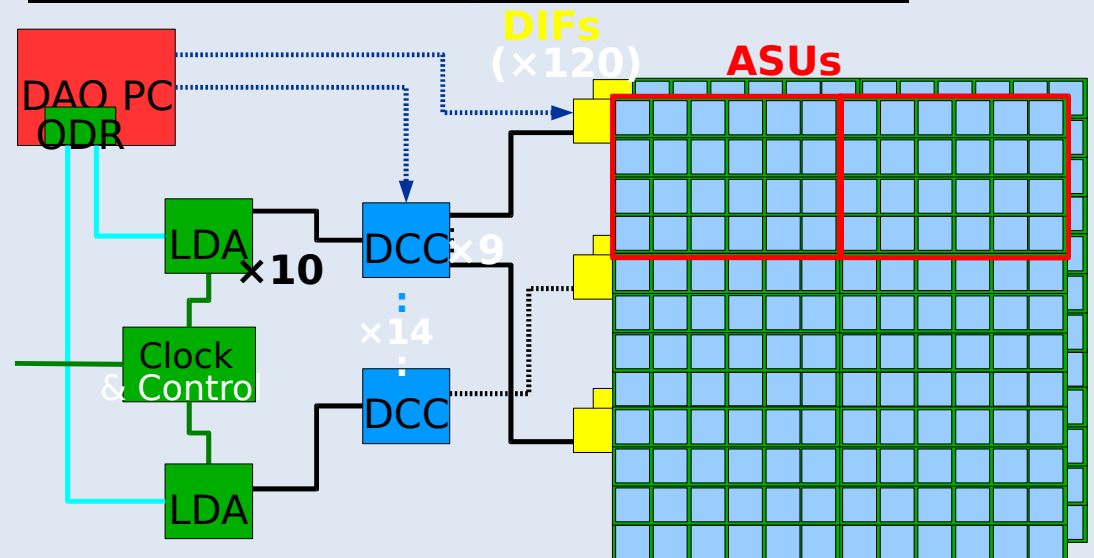 DIFs
(×120)
ASUs
DAQ PC
ODR
LDA
×10
DCC
×9
×14
Clock
& Control
DCC
LDA